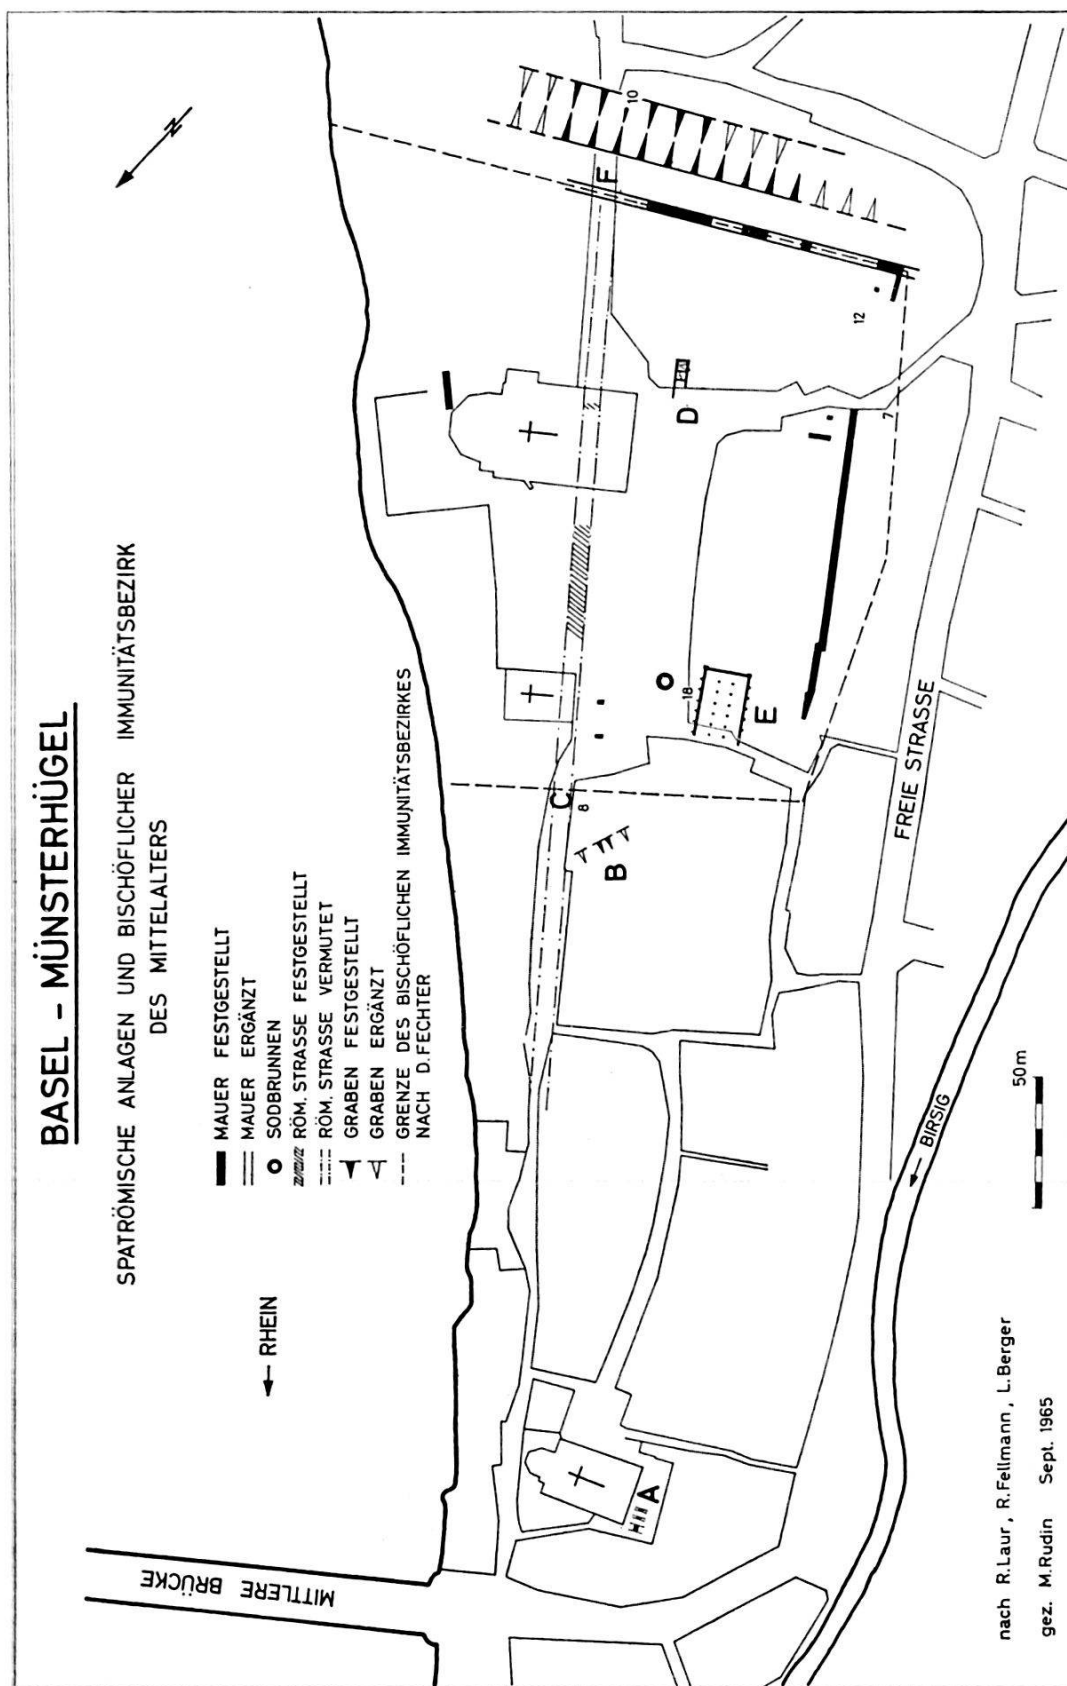 BASEL – MÜNSTERHÜGEL
SPATRÖMISCHE ANLAGEN UND BISCHÖFLICHER IMMUNITÄTSBEZIRK
DES MITTELALTERS
MAUER FESTGESTELLT
MAUER ERGÄNZT
SODBRUNNEN
RÖM. STRASSE FESTGESTELLT
RÖM. STRASSE VERMUTET
GRABEN FESTGESTELLT
GRABEN ERGÄNZT
GRENZE DES BISCHÖFLICHEN IMMUNITÄTSBEZIRKES
NACH D. FECHTER
N
← RHEIN
MITTLERE BRÜCKE
A
B
C
8
18
E
D
F
10
12
7
FREIE STRASSE
← BIRSIG
50m
nach R.Laur, R.Fellmann, L.Berger
gez. M.Rudin Sept. 1965